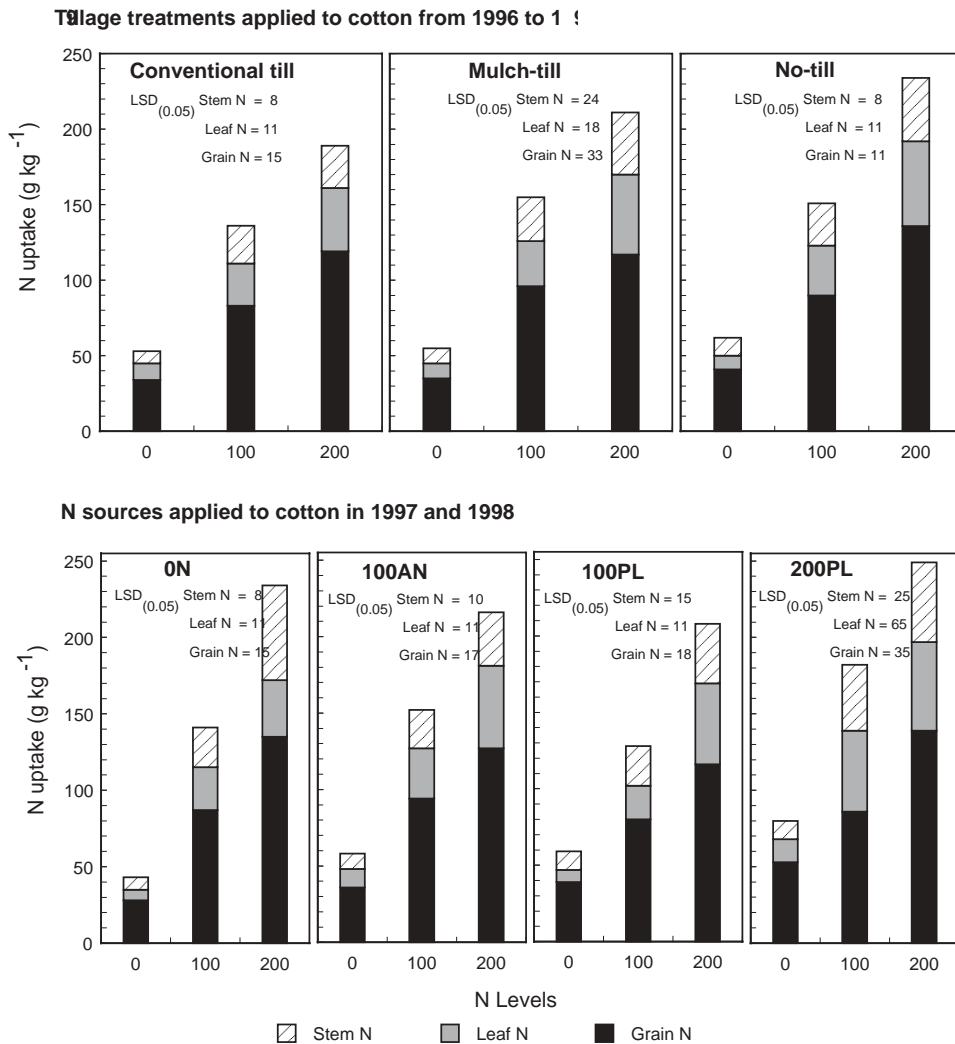 Tillage treatments applied to cotton from 1996 to 1 9
250
200
150
100
50
0
N uptake (g kg -1)
Conventional till
LSD(0.05) Stem N = 8
Leaf N = 11
Grain N = 15
0 100 200
Mulch-till
LSD(0.05) Stem N = 24
Leaf N = 18
Grain N = 33
0 100 200
No-till
LSD(0.05) Stem N = 8
Leaf N = 11
Grain N = 11
0 100 200
N sources applied to cotton in 1997 and 1998
250
200
150
100
50
0
N uptake (g kg -1)
0N
LSD(0.05) Stem N = 8
Leaf N = 11
Grain N = 15
0 100 200
100AN
LSD(0.05) Stem N = 10
Leaf N = 11
Grain N = 17
0 100 200
100PL
LSD(0.05) Stem N = 15
Leaf N = 11
Grain N = 18
0 100 200
200PL
LSD(0.05) Stem N = 25
Leaf N = 65
Grain N = 35
0 100 200
N Levels
Stem N Leaf N Grain N